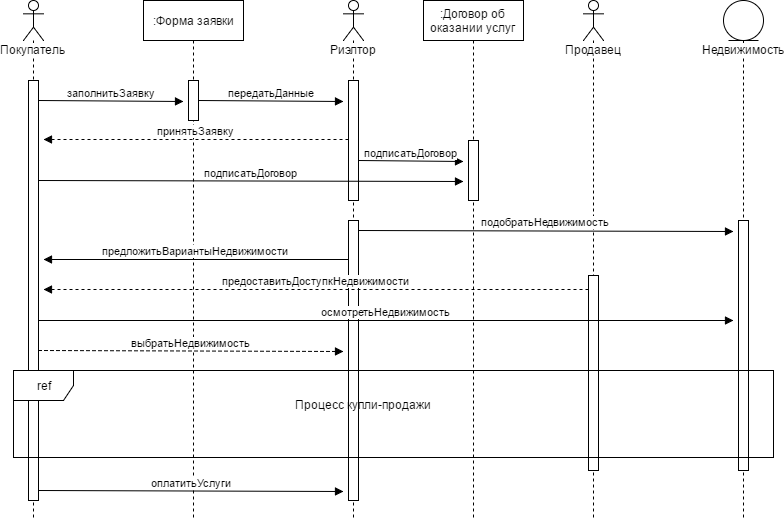 :Форма заявки
:Договор об
оказании услуг
Покупатель
Риэлтор
Продавец
Недвижимость
заполнитьЗаявку
передатьДанные
принятьЗаявку
подписатьДоговор
подписатьДоговор
подобратьНедвижимость
предложитьВариантыНедвижимости
предоставитьДоступкНедвижимости
осмотретьНедвижимость
выбратьНедвижимость
ref
Процесс купли-продажи
оплатитьУслуги